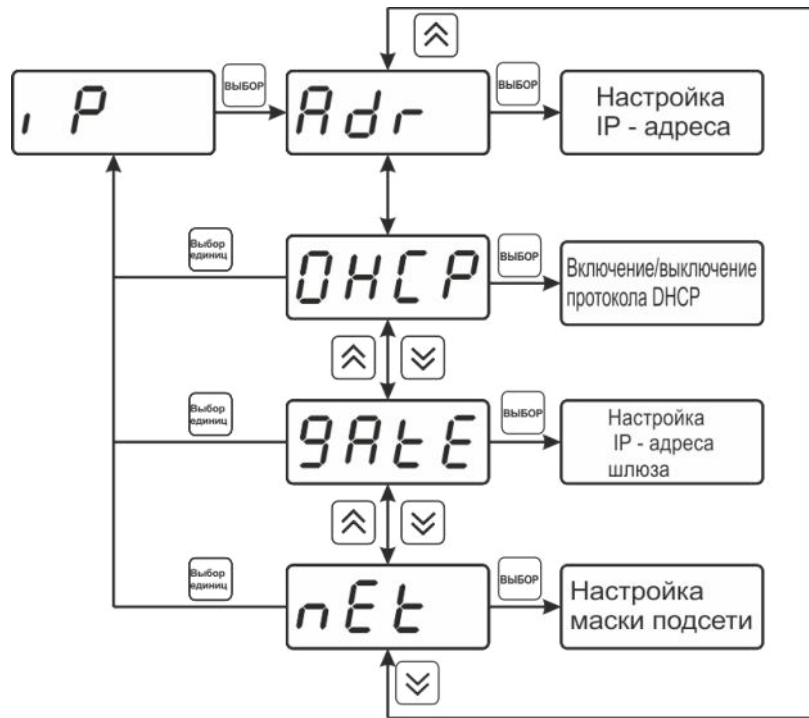 ıP
ВЫБОР
Adr
ВЫБОР
Настройка
IP - адреса
Выбор
единиц
DHCP
ВЫБОР
Включение/выключение
протокола DHCP
Выбор
единиц
gAtE
ВЫБОР
Настройка
IP - адреса
шлюза
Выбор
единиц
nEt
ВЫБОР
Настройка
маски подсети